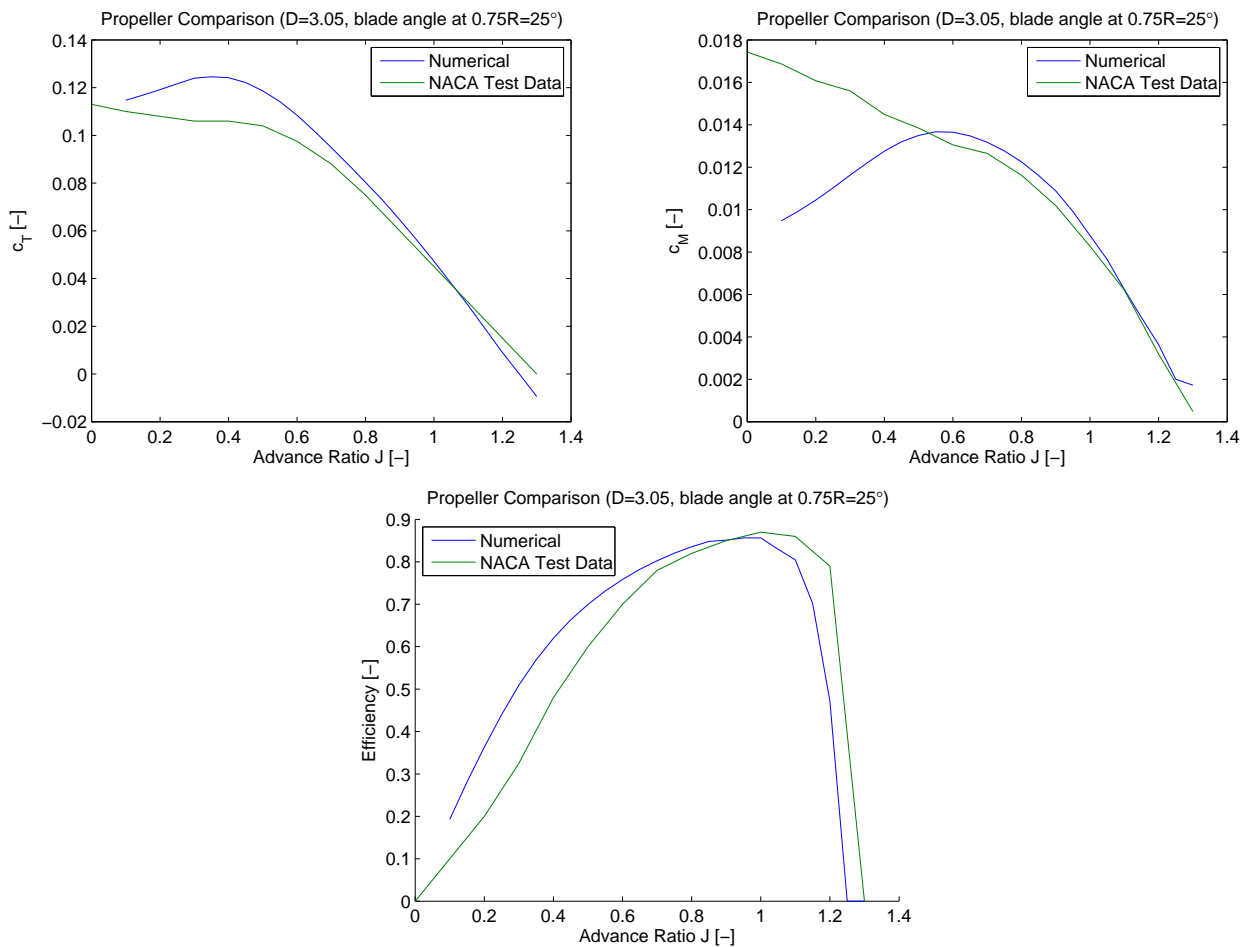 Propeller Comparison (D=3.05, blade angle at 0.75R=25°)
0.14
0.12
0.1
0.08
0.06
0.04
0.02
0
−0.02
c_T [−]
Numerical
NACA Test Data
0 0.2 0.4 0.6 0.8 1 1.2 1.4
Advance Ratio J [−]
Propeller Comparison (D=3.05, blade angle at 0.75R=25°)
0.018
0.016
0.014
0.012
0.01
0.008
0.006
0.004
0.002
0
c_M [−]
Numerical
NACA Test Data
0 0.2 0.4 0.6 0.8 1 1.2 1.4
Advance Ratio J [−]
Propeller Comparison (D=3.05, blade angle at 0.75R=25°)
0.9
0.8
0.7
0.6
0.5
0.4
0.3
0.2
0.1
0
Efficiency [−]
Numerical
NACA Test Data
0 0.2 0.4 0.6 0.8 1 1.2 1.4
Advance Ratio J [−]